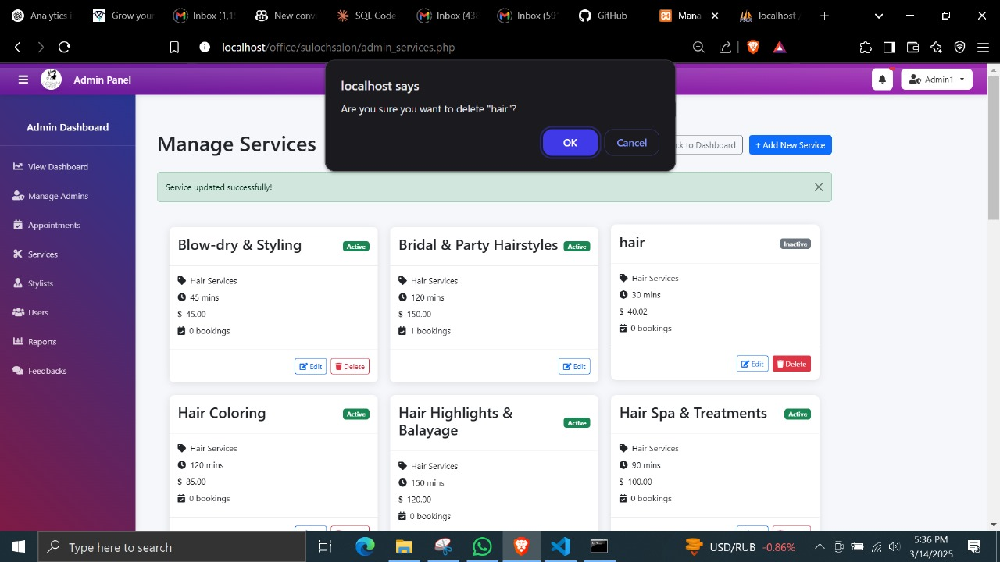 Analytics
Grow your
Inbox (1,1
New conv
SQL Code
Inbox (43
Inbox (591
GitHub
Mana
localhost
localhost/office/sulochsalon/admin_services.php
Admin Panel
Admin1
localhost says
Are you sure you want to delete "hair"?
OK
Cancel
Admin Dashboard
View Dashboard
Manage Admins
Appointments
Services
Stylists
Users
Reports
Feedbacks
Manage Services
ck to Dashboard
+ Add New Service
Service updated successfully!
Blow-dry & Styling
Active
Hair Services
45 mins
$ 45.00
0 bookings
Edit
Delete
Bridal & Party Hairstyles
Active
Hair Services
120 mins
$ 150.00
1 bookings
Edit
hair
Inactive
Hair Services
30 mins
$ 40.02
0 bookings
Edit
Delete
Hair Coloring
Active
Hair Services
120 mins
$ 85.00
0 bookings
Hair Highlights &
Balayage
Active
Hair Services
150 mins
$ 120.00
0 bookings
Hair Spa & Treatments
Active
Hair Services
90 mins
$ 100.00
0 bookings
Type here to search
USD/RUB -0.86%
5:36 PM
3/14/2025